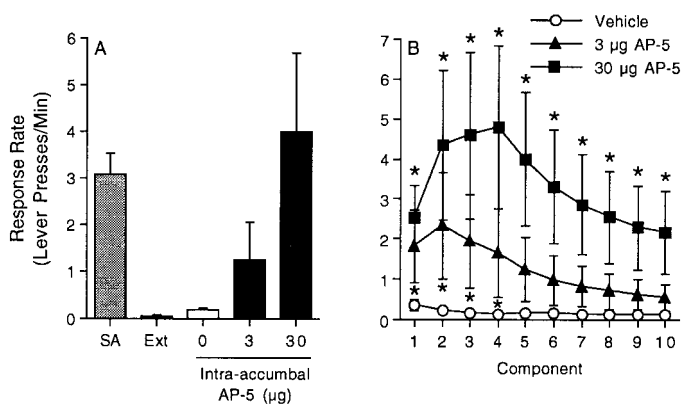 A
Response Rate
(Lever Presses/Min)
6
5
4
3
2
1
0
SA Ext 0 3 30
Intra-accumbal
AP-5 (µg)
B
Vehicle
3 µg AP-5
30 µg AP-5
7
6
5
4
3
2
1
0
* * * * * * * * * *
* * * *
1 2 3 4 5 6 7 8 9 10
Component